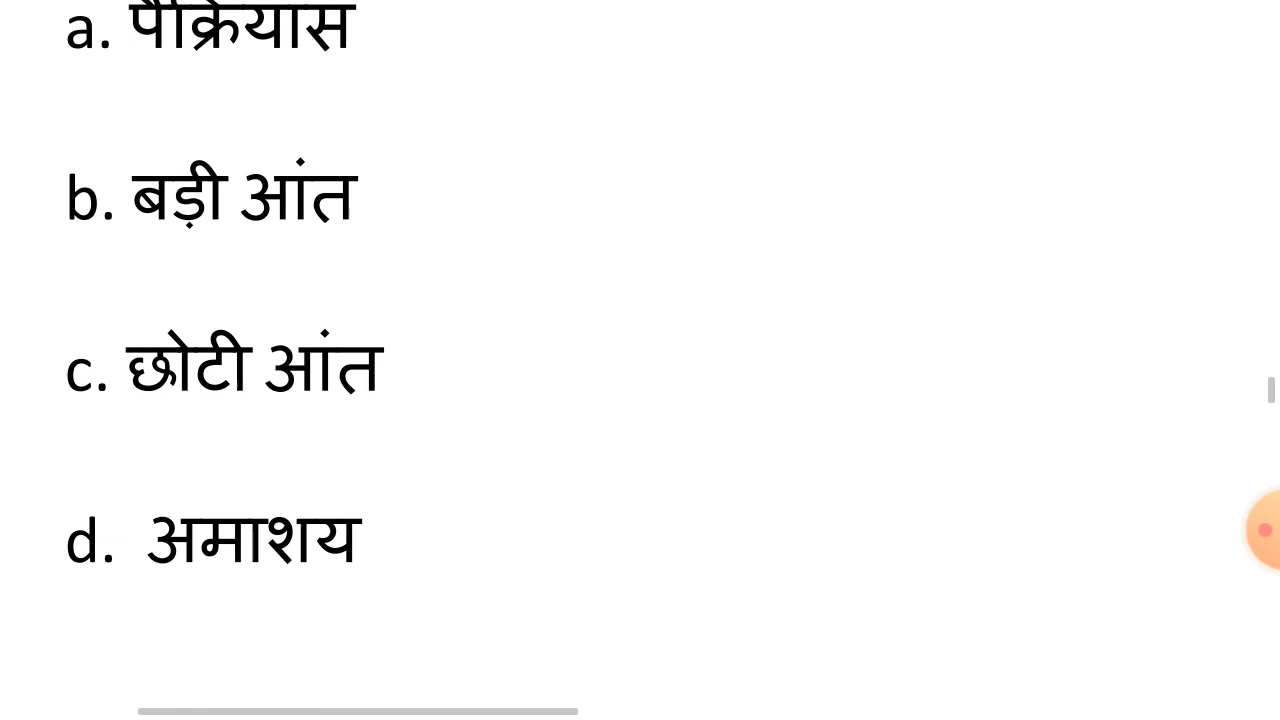 a. पैंक्रियास
b. बड़ी आंत
c. छोटी आंत
d. अमाशय